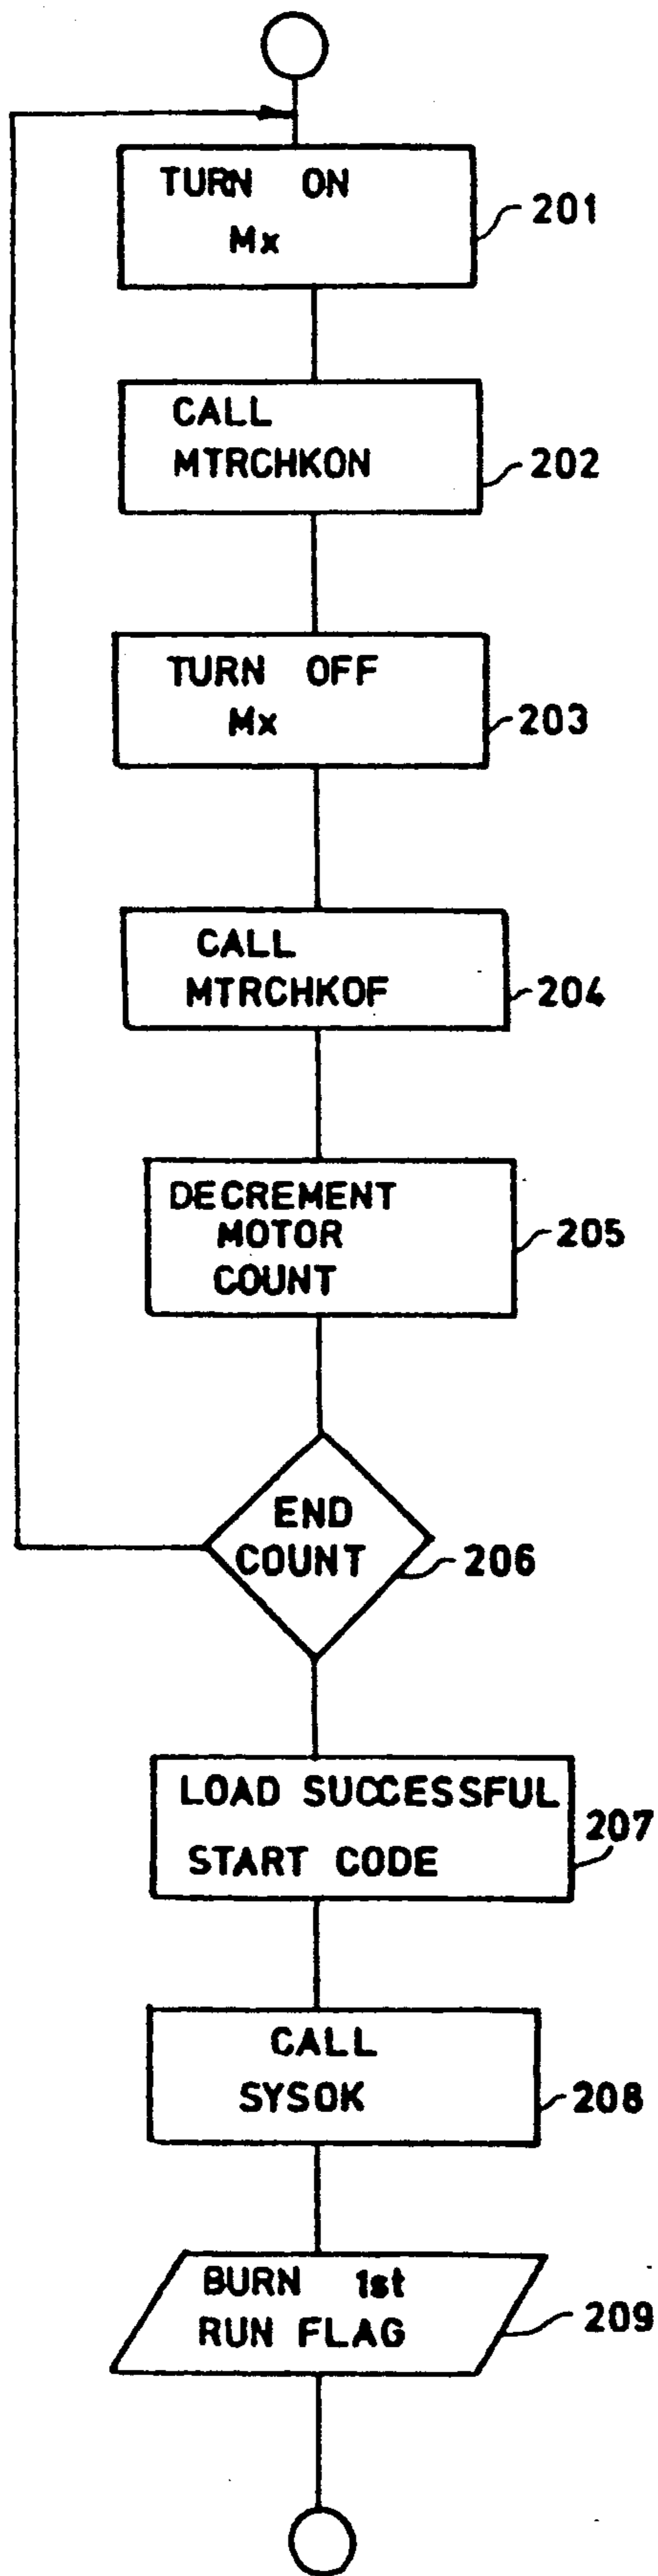 TURN ON
Mx
201
CALL
MTRCHKON
202
TURN OFF
Mx
203
CALL
MTRCHKOF
204
DECREMENT
MOTOR
COUNT
205
END
COUNT
206
LOAD SUCCESSFUL
START CODE
207
CALL
SYSOK
208
BURN 1st
RUN FLAG
209